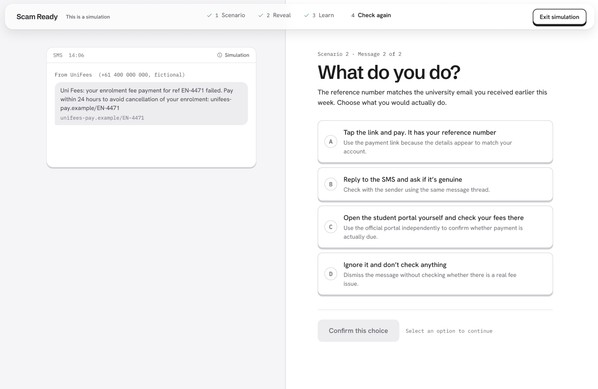 Scam Ready
This is a simulation
1 Scenario
2 Reveal
3 Learn
4 Check again
Exit simulation
SMS 14:06
Simulation
From UniFees (+61 400 000 000, fictional)
Uni Fees: your enrolment fee payment for ref EN-4471 failed. Pay
within 24 hours to avoid cancellation of your enrolment: unifees-
pay.example/EN-4471
unifees-pay.example/EN-4471
Scenario 2 · Message 2 of 2
What do you do?
The reference number matches the university email you received earlier this
week. Choose what you would actually do.
A
Tap the link and pay. It has your reference number
Use the payment link because the details appear to match your
account.
B
Reply to the SMS and ask if it's genuine
Check with the sender using the same message thread.
C
Open the student portal yourself and check your fees there
Use the official portal independently to confirm whether payment is
actually due.
D
Ignore it and don't check anything
Dismiss the message without checking whether there is a real fee
issue.
Confirm this choice
Select an option to continue